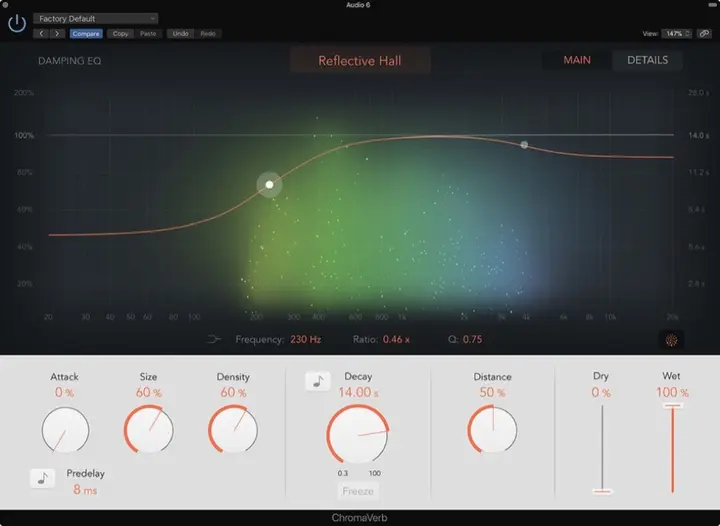 Audio 6
Factory Default
Compare Copy Paste Undo Redo View: 147%
DAMPING EQ Reflective Hall MAIN DETAILS
200% 28.0 s
100% 14.0 s
80% 11.2 s
60% 8.4 s
40% 5.6 s
20% 2.8 s
20 30 40 50 60 80 100 200 300 400 600 800 1k 2k 3k 4k 6k 8k 10k 20k
Frequency: 230 Hz Ratio: 0.46 x Q: 0.75
Attack Size Density Decay Distance Dry Wet
0 % 60 % 60 % 14.00 s 50 % 0 % 100 %
0.3 100
Predelay
8 ms
Freeze
ChromaVerb